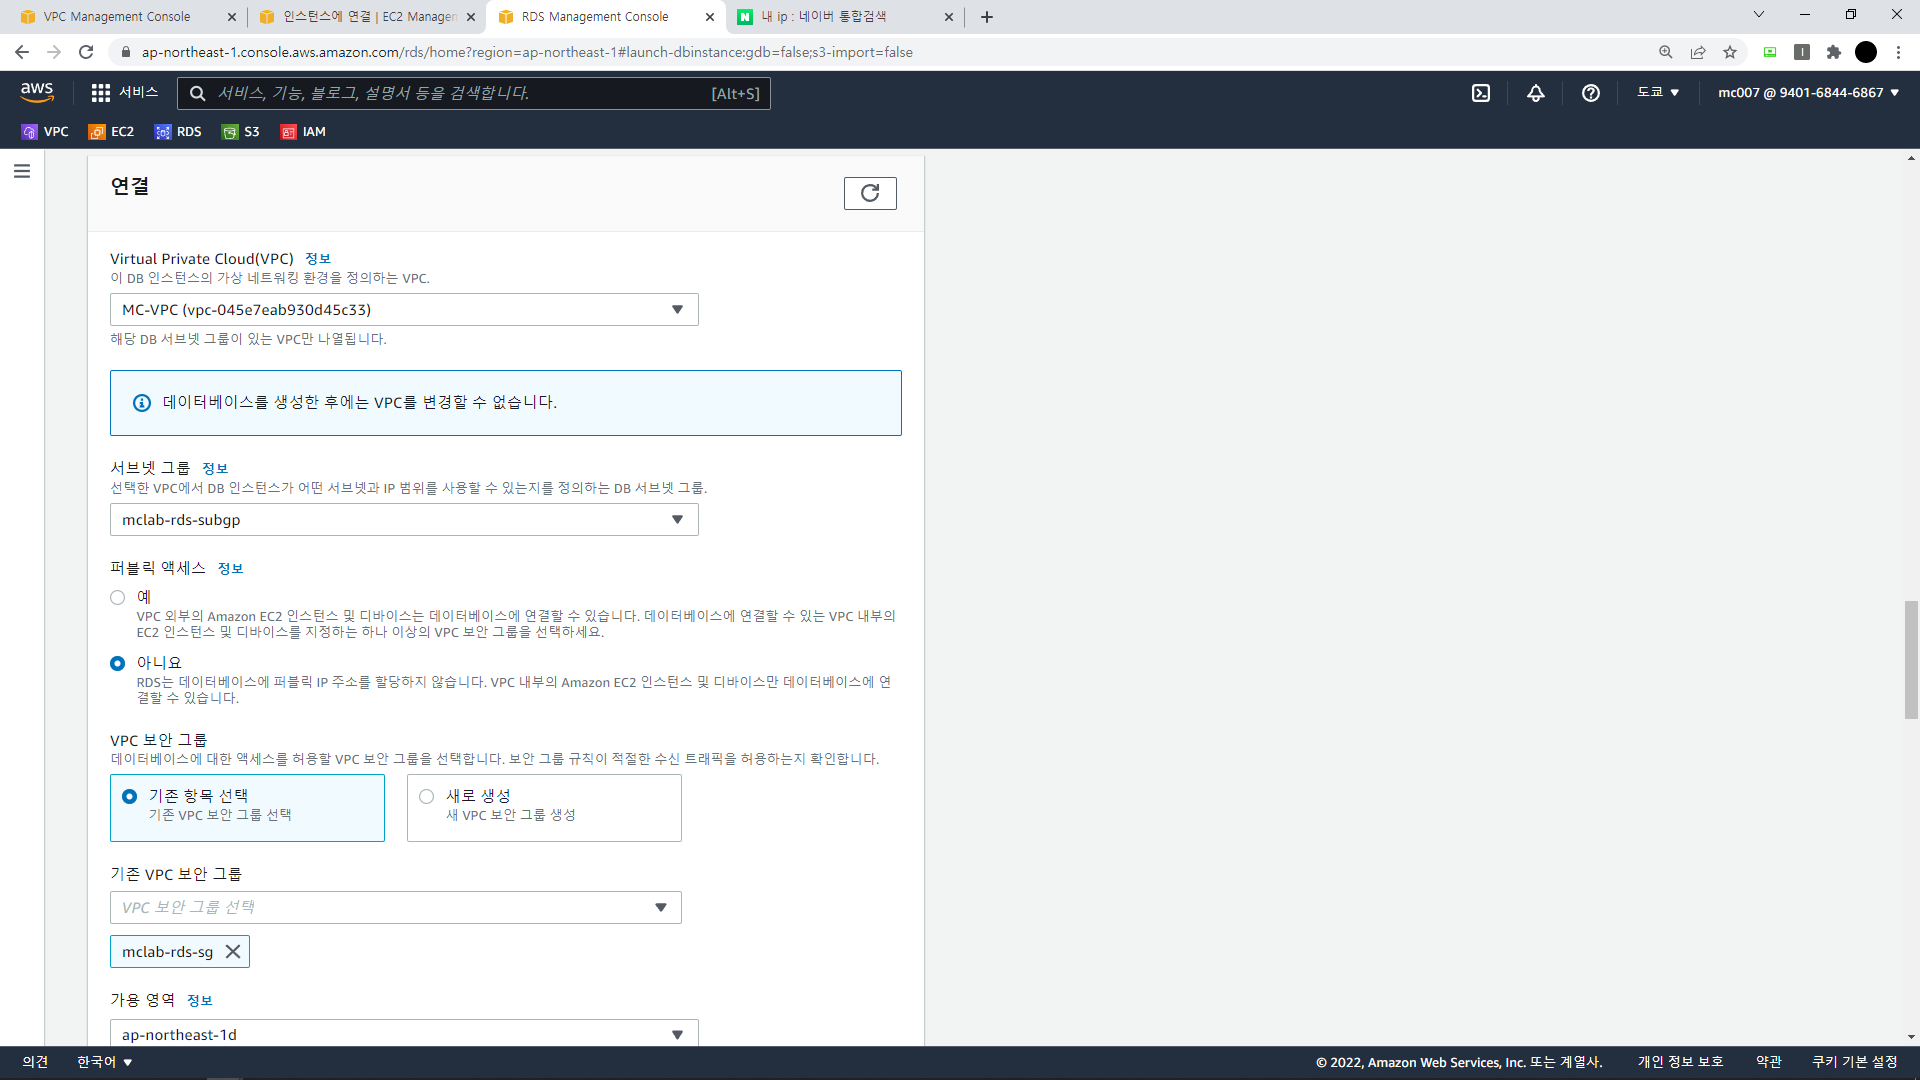 VPC Management Console
인스턴스에 연결 | EC2 Managen
RDS Management Console
내 ip : 네이버 통합검색
ap-northeast-1.console.aws.amazon.com/rds/home?region=ap-northeast-1#launch-dbinstance:gdb=false;s3-import=false
aws
서비스
서비스, 기능, 블로그, 설명서 등을 검색합니다.
[Alt+S]
도쿄
mc007 @ 9401-6844-6867
VPC
EC2
RDS
S3
IAM
연결
Virtual Private Cloud(VPC) 정보
이 DB 인스턴스의 가상 네트워킹 환경을 정의하는 VPC.
MC-VPC (vpc-045e7eab930d45c33)
해당 DB 서브넷 그룹이 있는 VPC만 나열됩니다.
데이터베이스를 생성한 후에는 VPC를 변경할 수 없습니다.
서브넷 그룹 정보
선택한 VPC에서 DB 인스턴스가 어떤 서브넷과 IP 범위를 사용할 수 있는지를 정의하는 DB 서브넷 그룹.
mclab-rds-subgp
퍼블릭 액세스 정보
예
VPC 외부의 Amazon EC2 인스턴스 및 디바이스는 데이터베이스에 연결할 수 있습니다. 데이터베이스에 연결할 수 있는 VPC 내부의
EC2 인스턴스 및 디바이스를 지정하는 하나 이상의 VPC 보안 그룹을 선택하세요.
아니요
RDS는 데이터베이스에 퍼블릭 IP 주소를 할당하지 않습니다. VPC 내부의 Amazon EC2 인스턴스 및 디바이스만 데이터베이스에 연
결할 수 있습니다.
VPC 보안 그룹
데이터베이스에 대한 액세스를 허용할 VPC 보안 그룹을 선택합니다. 보안 그룹 규칙이 적절한 수신 트래픽을 허용하는지 확인합니다.
기존 항목 선택
기존 VPC 보안 그룹 선택
새로 생성
새 VPC 보안 그룹 생성
기존 VPC 보안 그룹
VPC 보안 그룹 선택
mclab-rds-sg
가용 영역 정보
ap-northeast-1d
의견
한국어
© 2022, Amazon Web Services, Inc. 또는 계열사.
개인 정보 보호
약관
쿠키 기본 설정